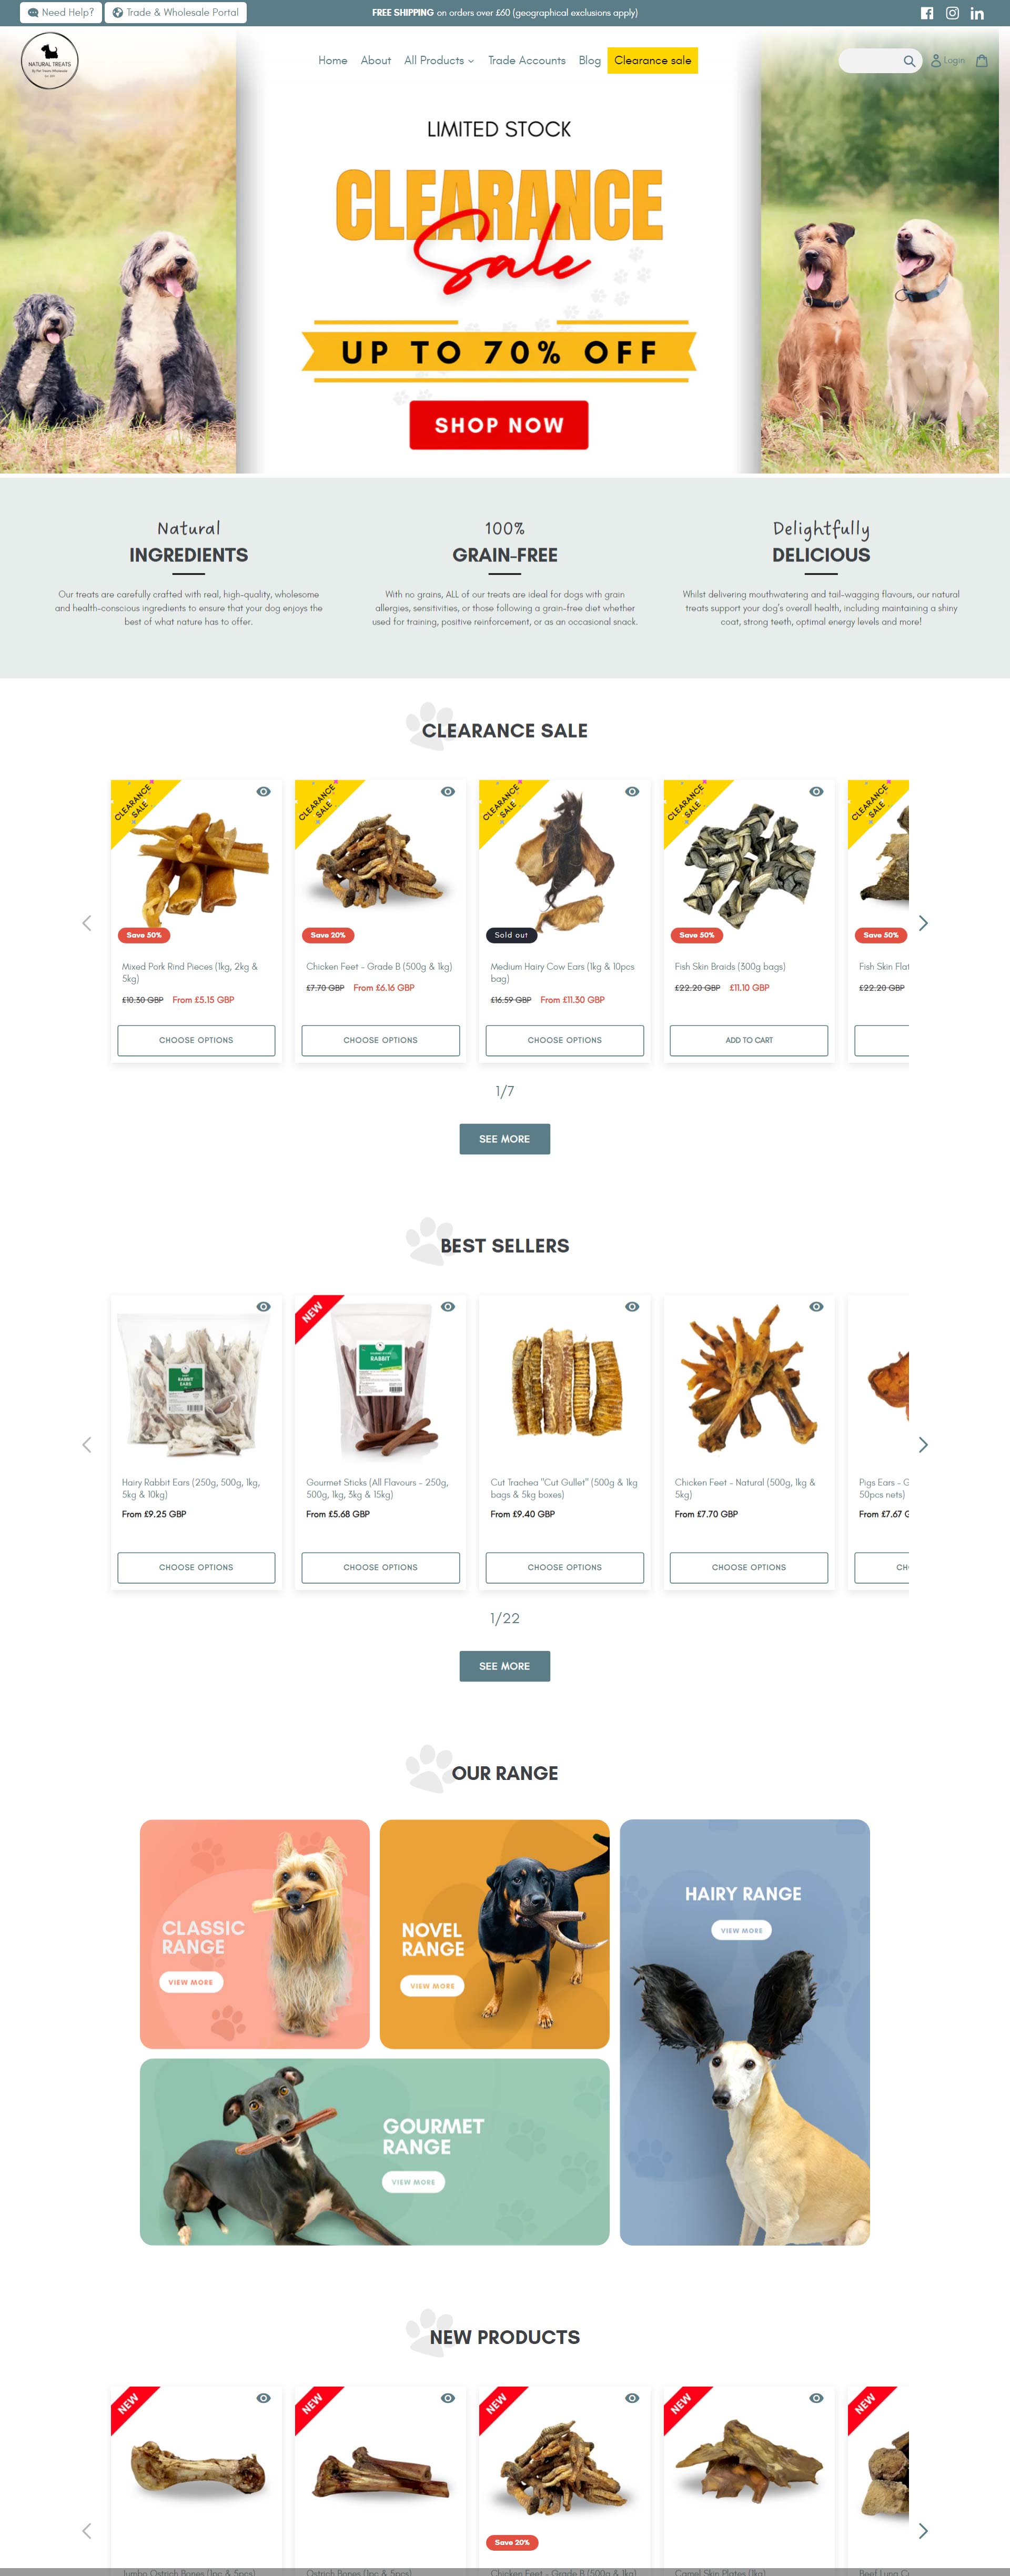 Need Help?
Trade & Wholesale Portal
FREE SHIPPING on orders over £60 (geographical exclusions apply)
NATURAL TREATS
By Pet Treats Wholesale
Home
About
All Products
Trade Accounts
Blog
Clearance sale
Login
LIMITED STOCK
CLEARANCE
Sale
UP TO 70% OFF
SHOP NOW
Natural
INGREDIENTS
Our treats are carefully crafted with real, high-quality, wholesome
and health-conscious ingredients to ensure that your dog enjoys the
best of what nature has to offer.
100%
GRAIN-FREE
With no grains, ALL of our treats are ideal for dogs with grain
allergies, sensitivities, or those following a grain-free diet whether
used for training, positive reinforcement, or as an occasional snack.
Delightfully
DELICIOUS
Whilst delivering mouthwatering and tail-wagging flavours, our natural
treats support your dog's overall health, including maintaining a shiny
coat, strong teeth, optimal energy levels and more!
CLEARANCE SALE
CLEARANCE
SALE
Save 50%
Mixed Pork Rind Pieces (1kg, 2kg &
5kg)
£10.30 GBP From £5.15 GBP
CHOOSE OPTIONS
CLEARANCE
SALE
Save 20%
Chicken Feet - Grade B (500g & 1kg)
£7.70 GBP From £6.16 GBP
CHOOSE OPTIONS
CLEARANCE
SALE
Sold out
Medium Hairy Cow Ears (1kg & 10pcs
bag)
£16.59 GBP From £11.30 GBP
CHOOSE OPTIONS
CLEARANCE
SALE
Save 50%
Fish Skin Braids (300g bags)
£22.20 GBP £11.10 GBP
ADD TO CART
CLEARANCE
SALE
Save 50%
Fish Skin Flat
£22.20 GBP
1/7
SEE MORE
BEST SELLERS
RABBIT
EARS
Hairy Rabbit Ears (250g, 500g, 1kg,
5kg & 10kg)
From £9.25 GBP
CHOOSE OPTIONS
NEW
RABBIT
Gourmet Sticks (All Flavours - 250g,
500g, 1kg, 3kg & 15kg)
From £5.68 GBP
CHOOSE OPTIONS
Cut Trachea "Cut Gullet" (500g & 1kg
bags & 5kg boxes)
From £9.40 GBP
CHOOSE OPTIONS
Chicken Feet - Natural (500g, 1kg &
5kg)
From £7.70 GBP
CHOOSE OPTIONS
Pigs Ears - G
50pcs nets)
From £7.67 G
CH
1/22
SEE MORE
OUR RANGE
CLASSIC
RANGE
VIEW MORE
NOVEL
RANGE
VIEW MORE
HAIRY RANGE
VIEW MORE
GOURMET
RANGE
VIEW MORE
NEW PRODUCTS
NEW
Jumbo Ostrich Bones (1pc & 5pcs)
NEW
Ostrich Bones (1pc & 5pcs)
NEW
Save 20%
Chicken Feet - Grade B (500g & 1kg)
NEW
Camel Skin Plates (1kg)
NEW
Beef Lung C